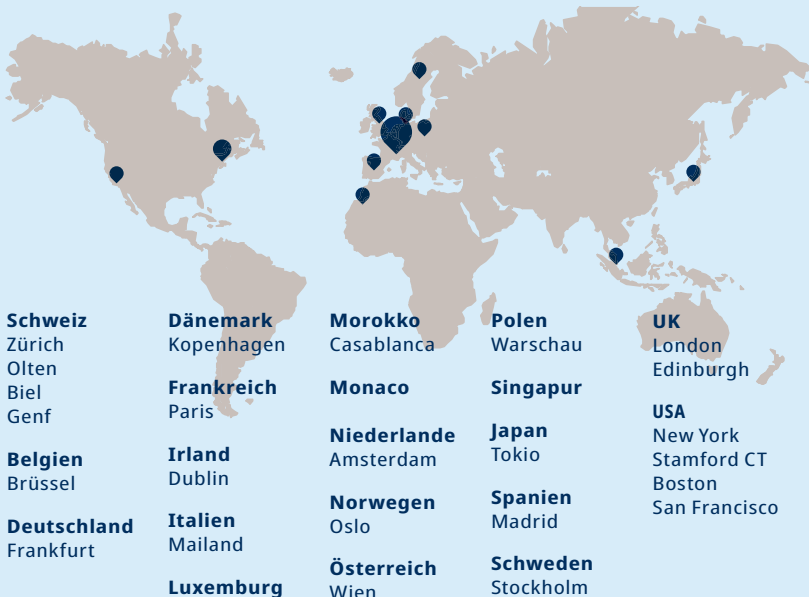 Schweiz
Zürich
Olten
Biel
Genf
Belgien
Brüssel
Deutschland
Frankfurt
Dänemark
Kopenhagen
Frankreich
Paris
Irland
Dublin
Italien
Mailand
Luxemburg
Morokko
Casablanca
Monaco
Niederlande
Amsterdam
Norwegen
Oslo
Österreich
Wien
Polen
Warschau
Singapur
Japan
Tokio
Spanien
Madrid
Schweden
Stockholm
UK
London
Edinburgh
USA
New York
Stamford CT
Boston
San Francisco